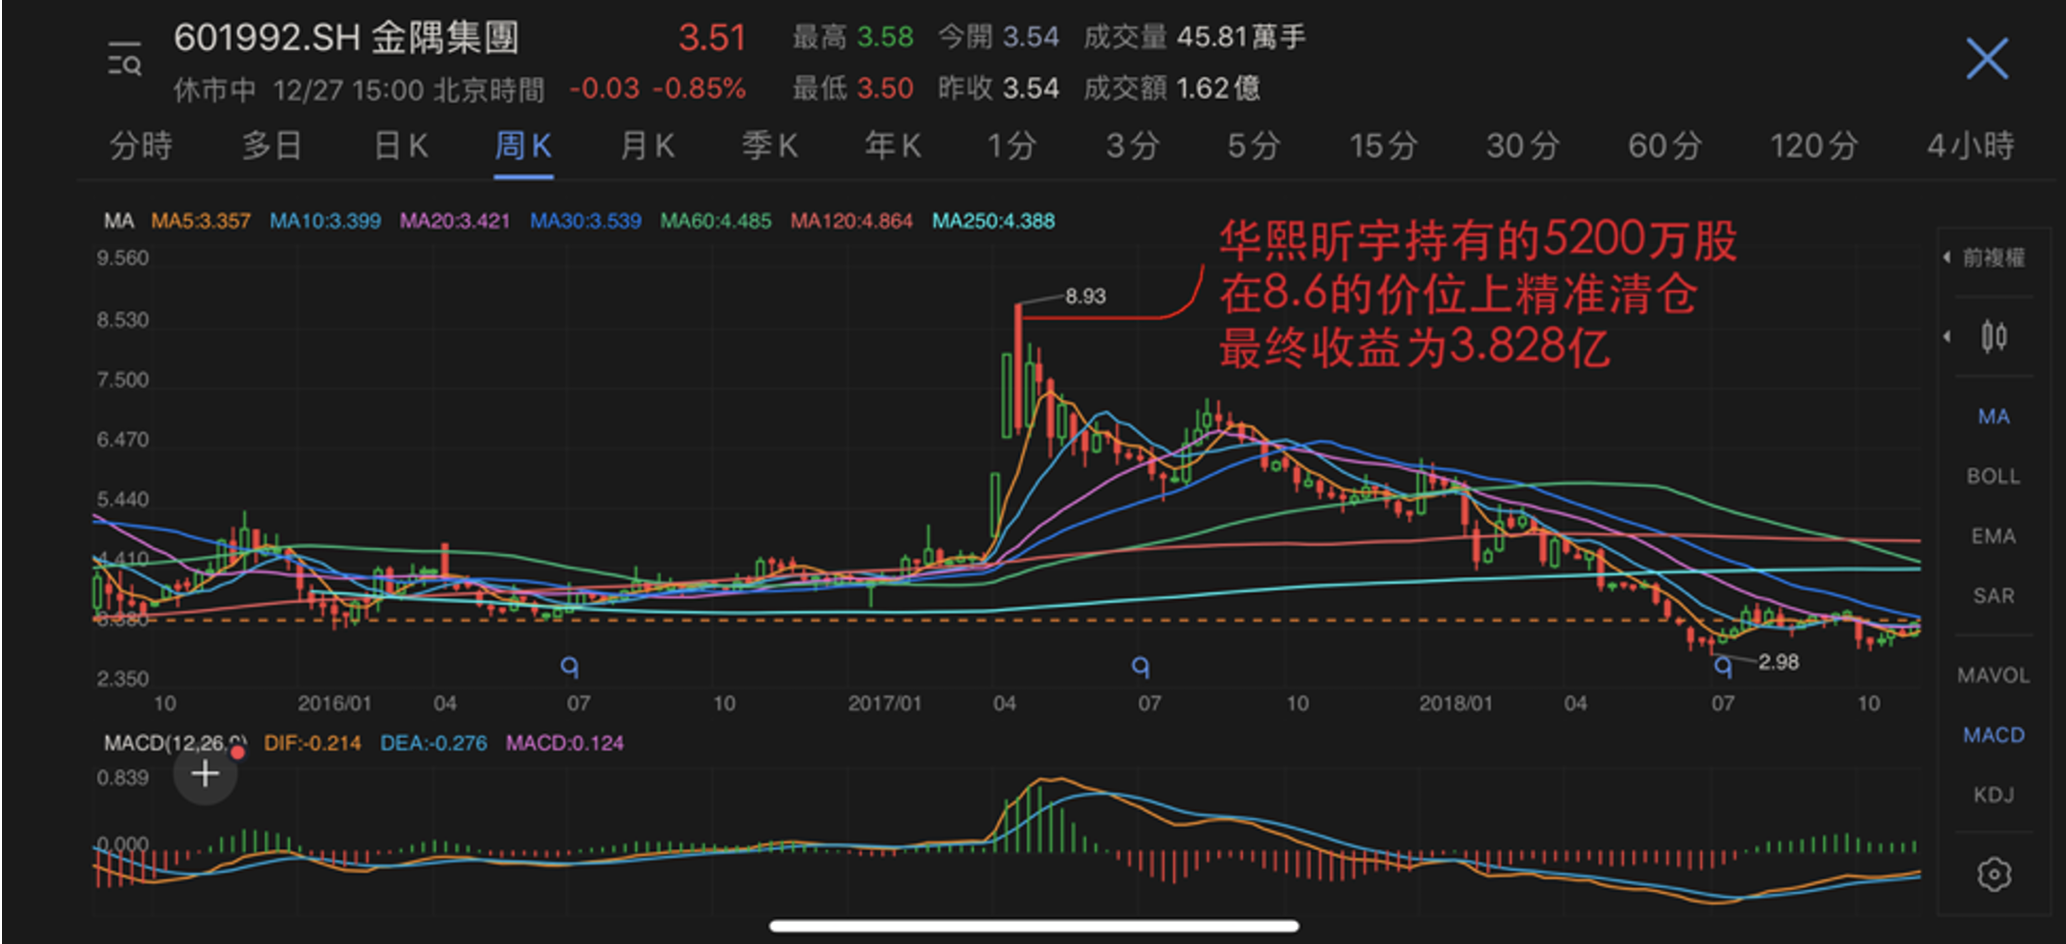 601992.SH 金隅集團 3.51 最高 3.58 今開 3.54 成交量 45.81萬手
休市中 12/27 15:00 北京時間 -0.03 -0.85% 最低 3.50 昨收 3.54 成交額 1.62億
分時 多日 日K 周K 月K 季K 年K 1分 3分 5分 15分 30分 60分 120分 4小時
MA MA5:3.357 MA10:3.399 MA20:3.421 MA30:3.539 MA60:4.485 MA120:4.864 MA250:4.388
华熙昕宇持有的5200万股
在8.6的价位上精准清仓
最终收益为3.828亿
前複權
9.560
8.93
8.530
7.500
MA
6.470
BOLL
5.440
EMA
4.410
SAR
2.98
2.350
MAVOL
10 2016/01 04 07 10 2017/01 04 07 10 2018/01 04 07 10
MACD(12,26,9) DIF:-0.214 DEA:-0.276 MACD:0.124
MACD
0.839
KDJ
0.000